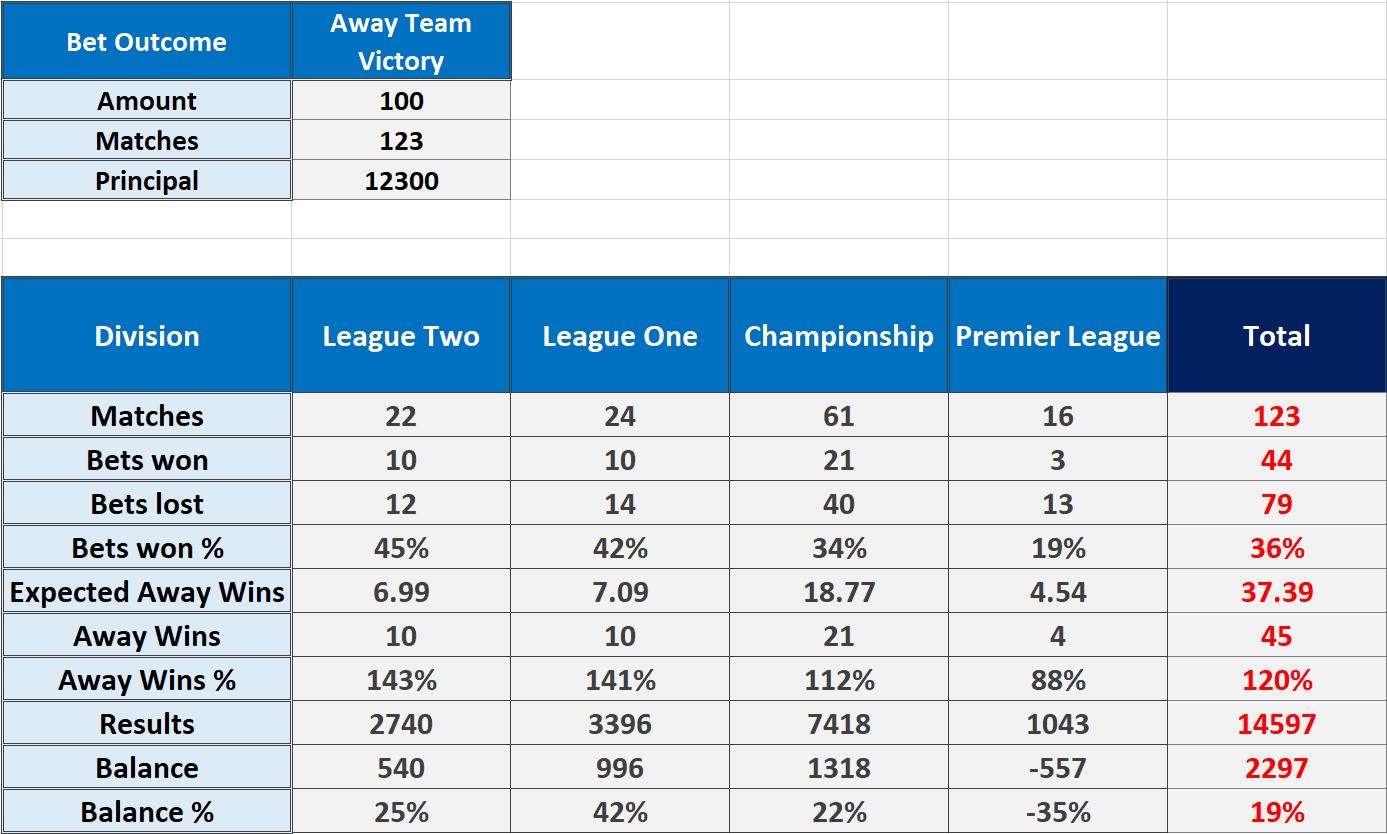 Bet Outcome Away Team Victory
Amount 100
Matches 123
Principal 12300
Division League Two League One Championship Premier League Total
Matches 22 24 61 16 123
Bets won 10 10 21 3 44
Bets lost 12 14 40 13 79
Bets won % 45% 42% 34% 19% 36%
Expected Away Wins 6.99 7.09 18.77 4.54 37.39
Away Wins 10 10 21 4 45
Away Wins % 143% 141% 112% 88% 120%
Results 2740 3396 7418 1043 14597
Balance 540 996 1318 -557 2297
Balance % 25% 42% 22% -35% 19%